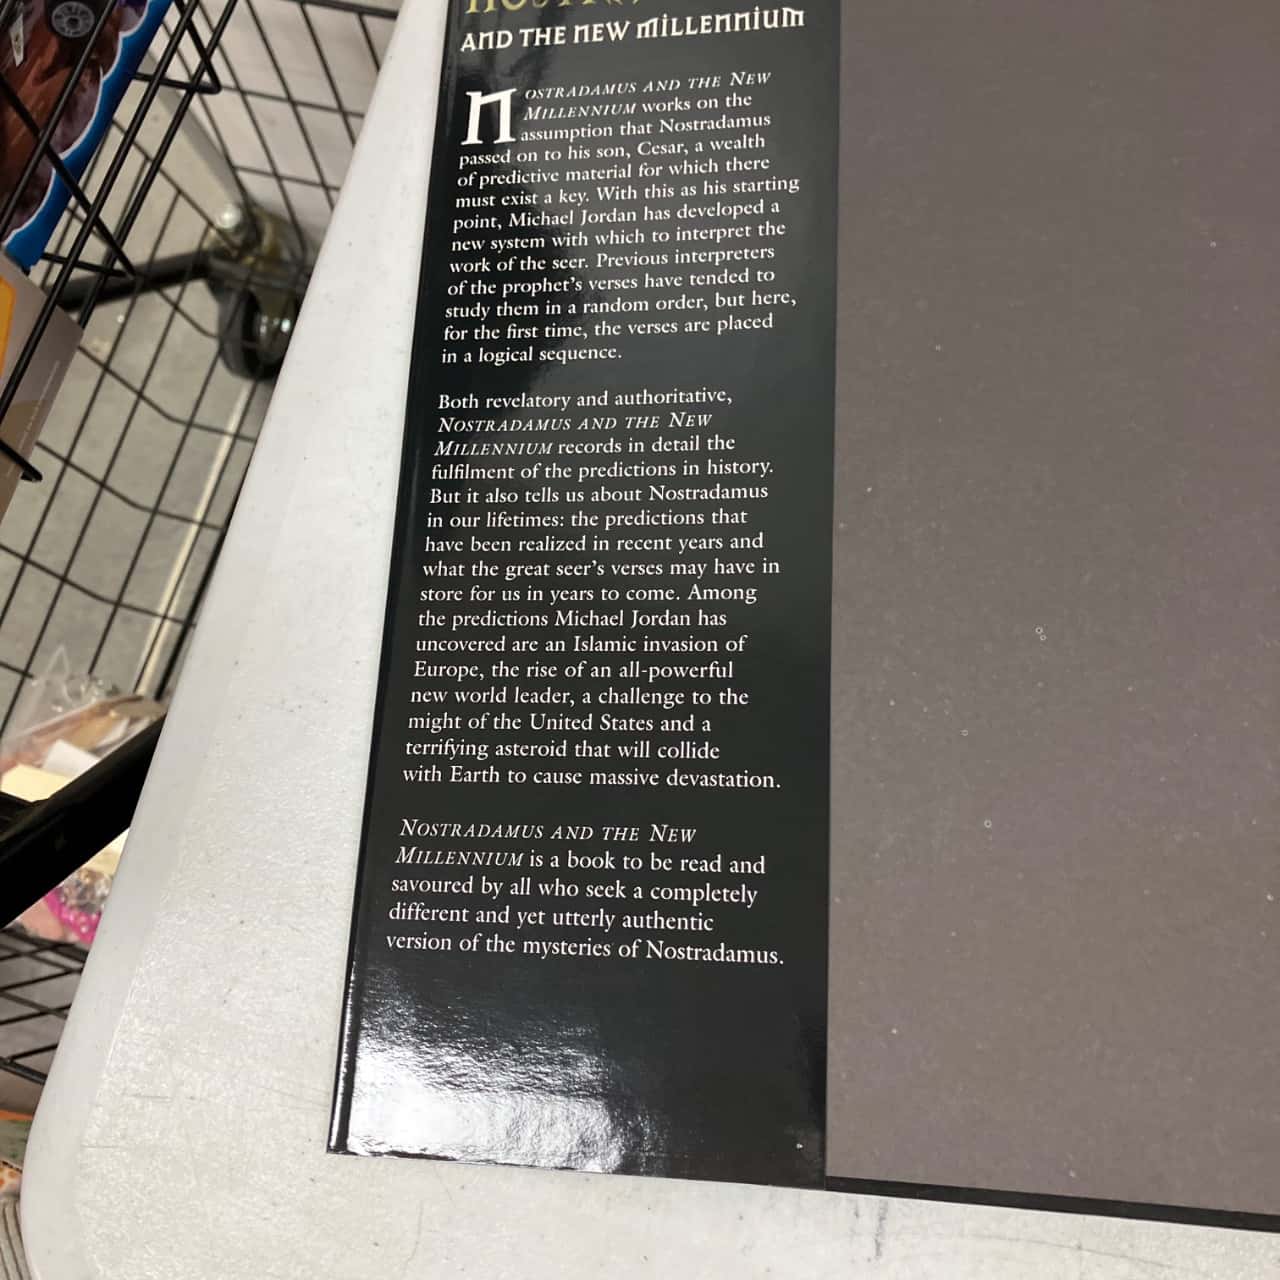 AND THE NEW MILLENNIUM
NOSTRADAMUS AND THE NEW
MILLENNIUM works on the
assumption that Nostradamus
passed on to his son, Cesar, a wealth
of predictive material for which there
must exist a key. With this as his starting
point, Michael Jordan has developed a
new system with which to interpret the
work of the seer. Previous interpreters
of the prophet's verses have tended to
study them in a random order, but here,
for the first time, the verses are placed
in a logical sequence.
Both revelatory and authoritative,
NOSTRADAMUS AND THE NEW
MILLENNIUM records in detail the
fulfilment of the predictions in history.
But it also tells us about Nostradamus
in our lifetimes: the predictions that
have been realized in recent years and
what the great seer's verses may have in
store for us in years to come. Among
the predictions Michael Jordan has
uncovered are an Islamic invasion of
Europe, the rise of an all-powerful
new world leader, a challenge to the
might of the United States and a
terrifying asteroid that will collide
with Earth to cause massive devastation.
NOSTRADAMUS AND THE NEW
MILLENNIUM is a book to be read and
savoured by all who seek a completely
different and yet utterly authentic
version of the mysteries of Nostradamus.